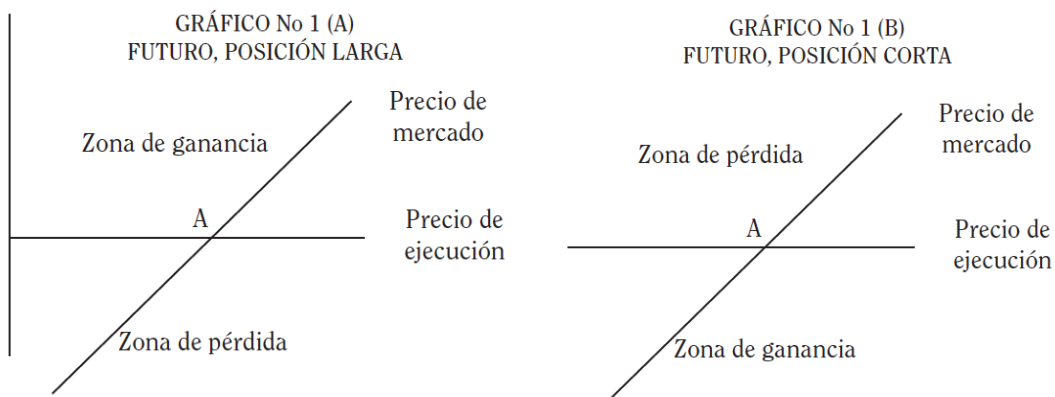 GRÁFICO No 1 (A)
FUTURO, POSICIÓN LARGA
Precio de
mercado
Zona de ganancia
A
Precio de
ejecución
Zona de pérdida
GRÁFICO No 1 (B)
FUTURO, POSICIÓN CORTA
Precio de
mercado
Zona de pérdida
A
Precio de
ejecución
Zona de ganancia